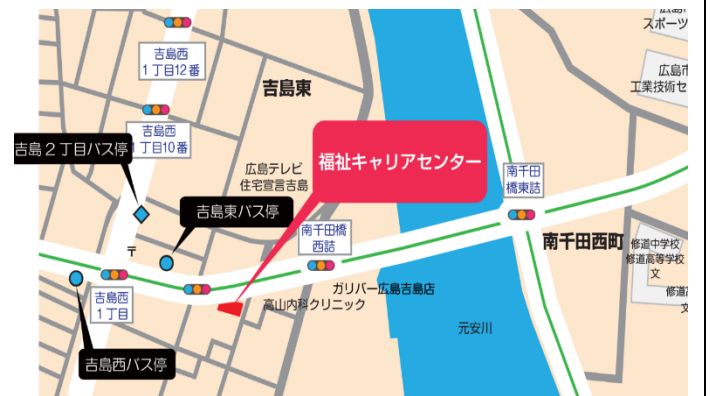 吉島西
1丁目12番
吉島西
1丁目10番
吉島2丁目バス停
吉島東
広島テレビ
住宅宣言吉島
福祉キャリアセンター
吉島東バス停
南千田橋
西詰
南千田
橋東詰
スポーツ
広島市
工業技術セ
南千田西町
修道中学校
修道高等学校
文
修道
文
〒
吉島西
1丁目
ガリバー広島吉島店
高山内科クリニック
元安川
吉島西バス停